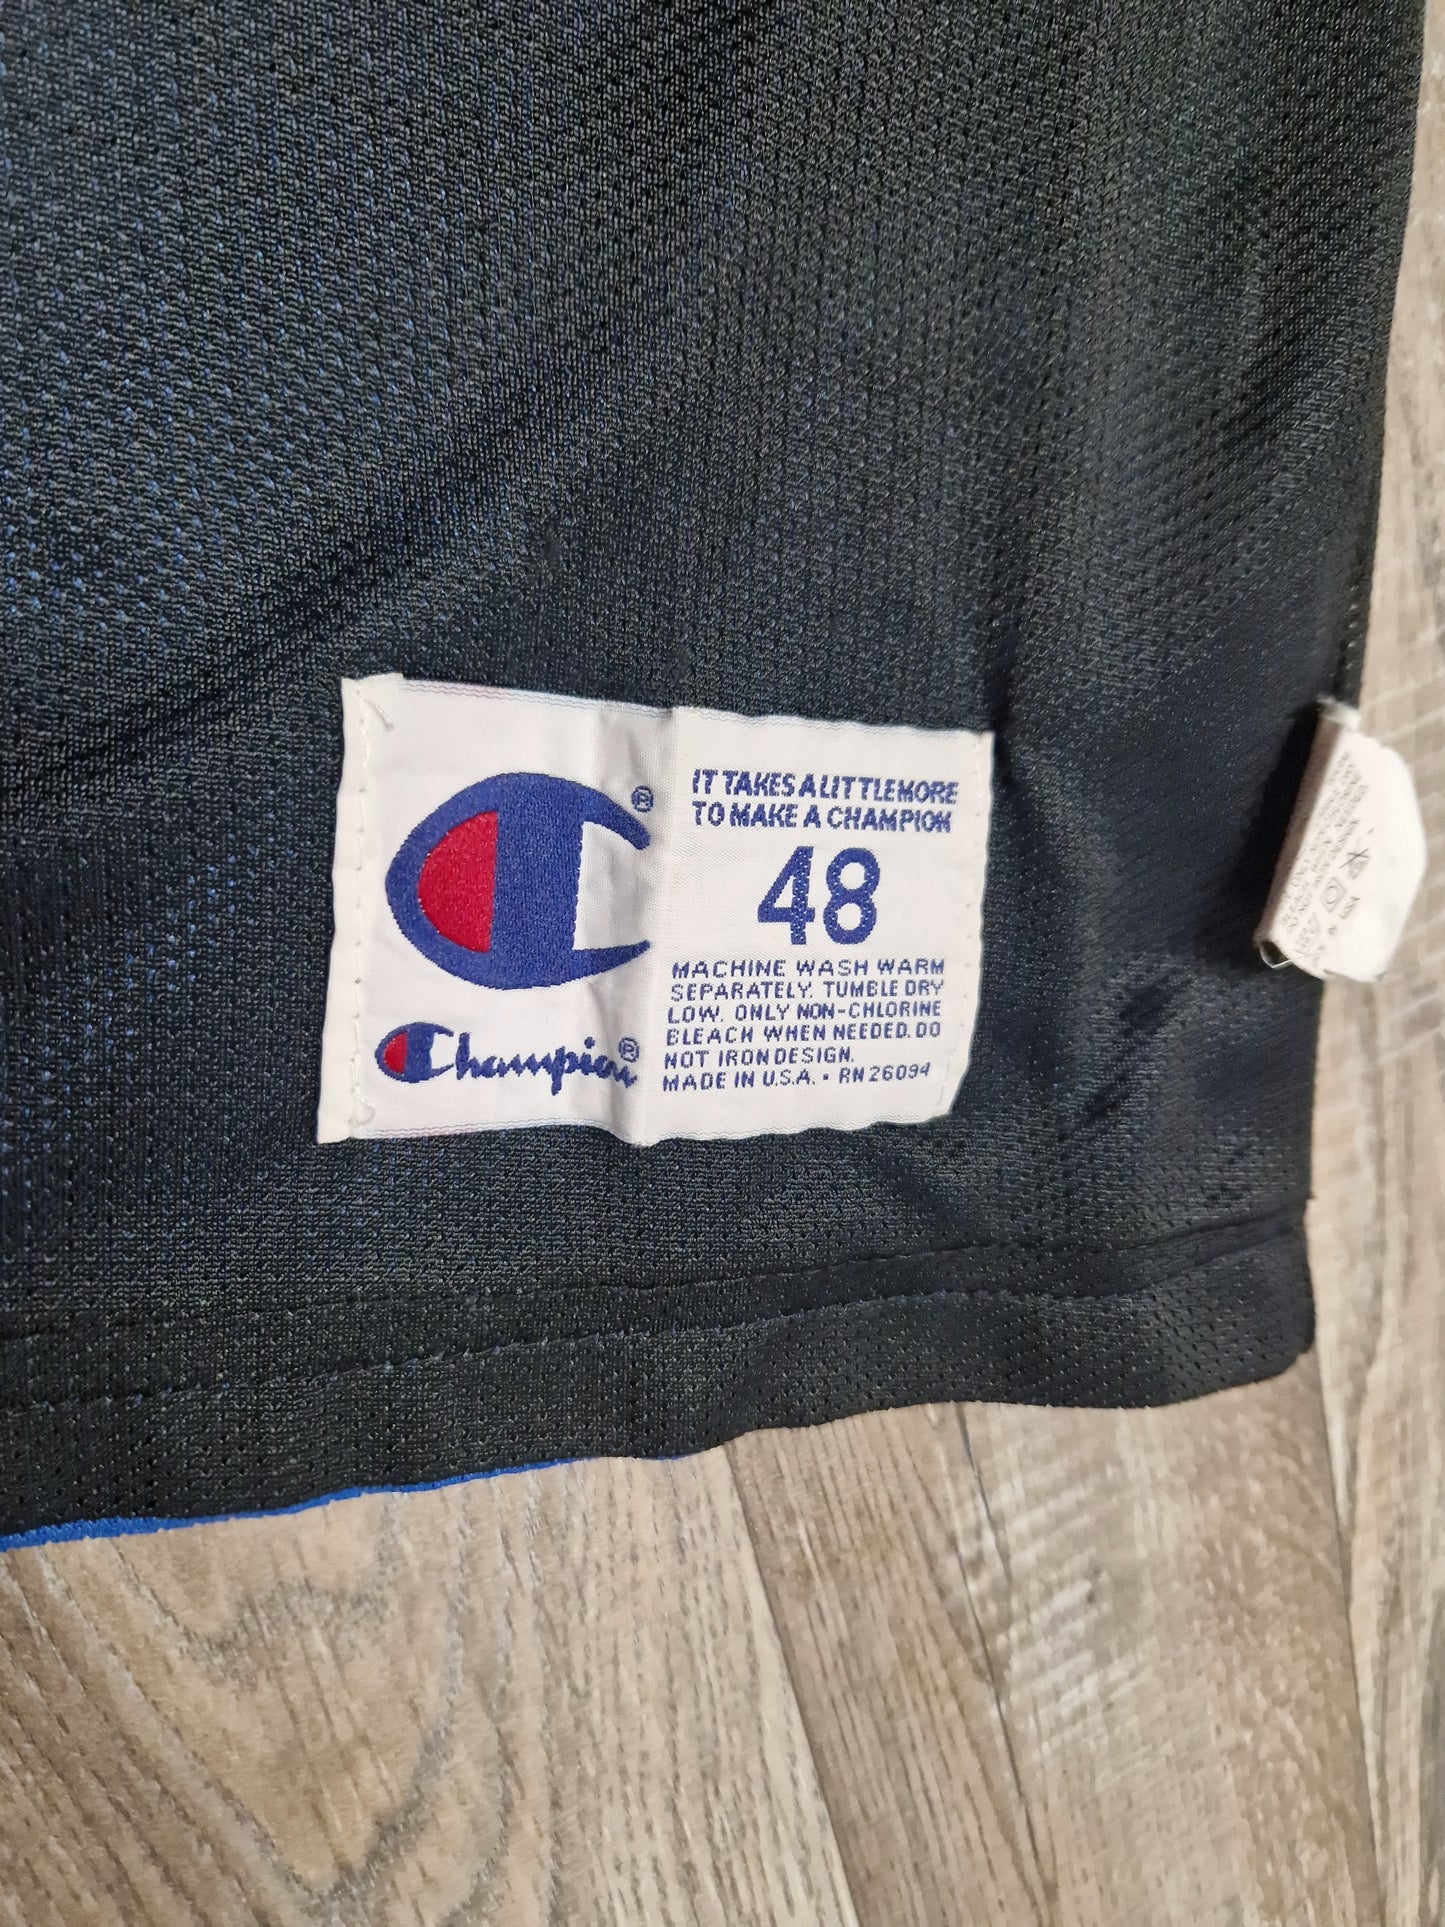 IT TAKES A LITTLE MORE
TO MAKE A CHAMPION
®
48
MACHINE WASH WARM
SEPARATELY. TUMBLE DRY
LOW. ONLY NON-CHLORINE
BLEACH WHEN NEEDED. DO
NOT IRON DESIGN.
MADE IN U.S.A. • RN 26094
Champion®
USA